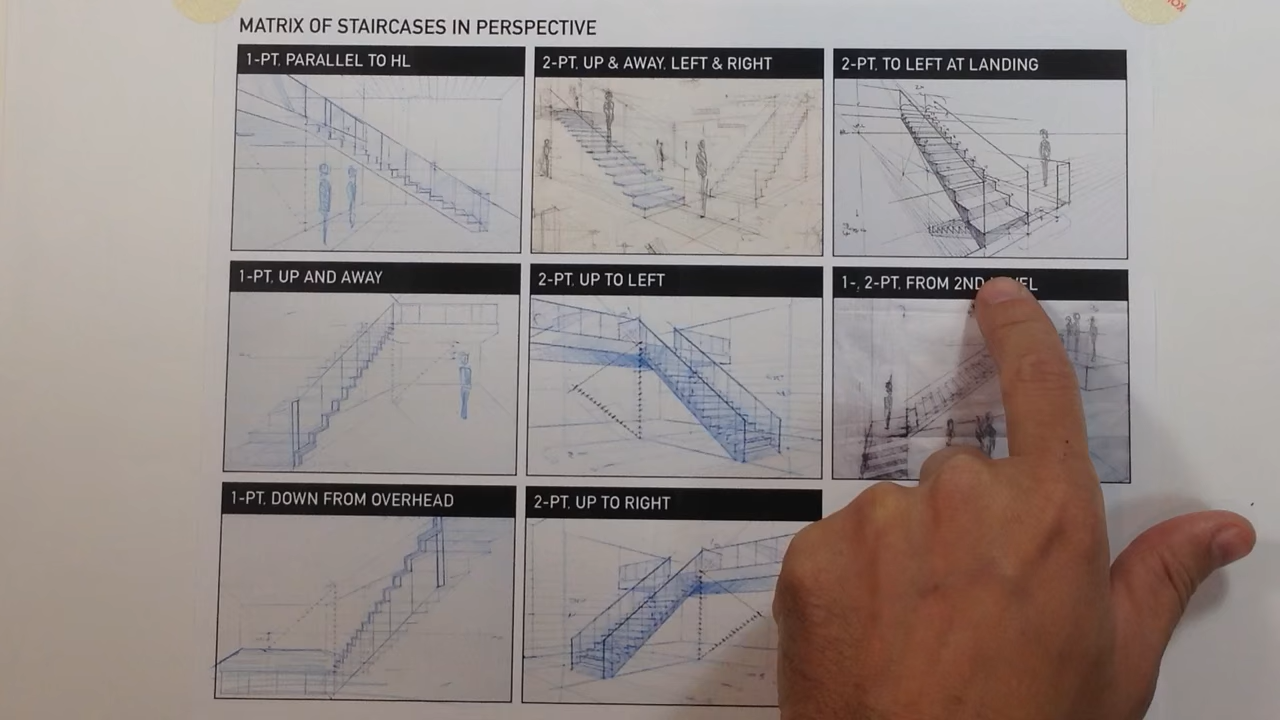 MATRIX OF STAIRCASES IN PERSPECTIVE
1-PT. PARALLEL TO HL
2-PT. UP & AWAY. LEFT & RIGHT
2-PT. TO LEFT AT LANDING
1-PT. UP AND AWAY
2-PT. UP TO LEFT
1-, 2-PT. FROM 2ND
1-PT. DOWN FROM OVERHEAD
2-PT. UP TO RIGHT